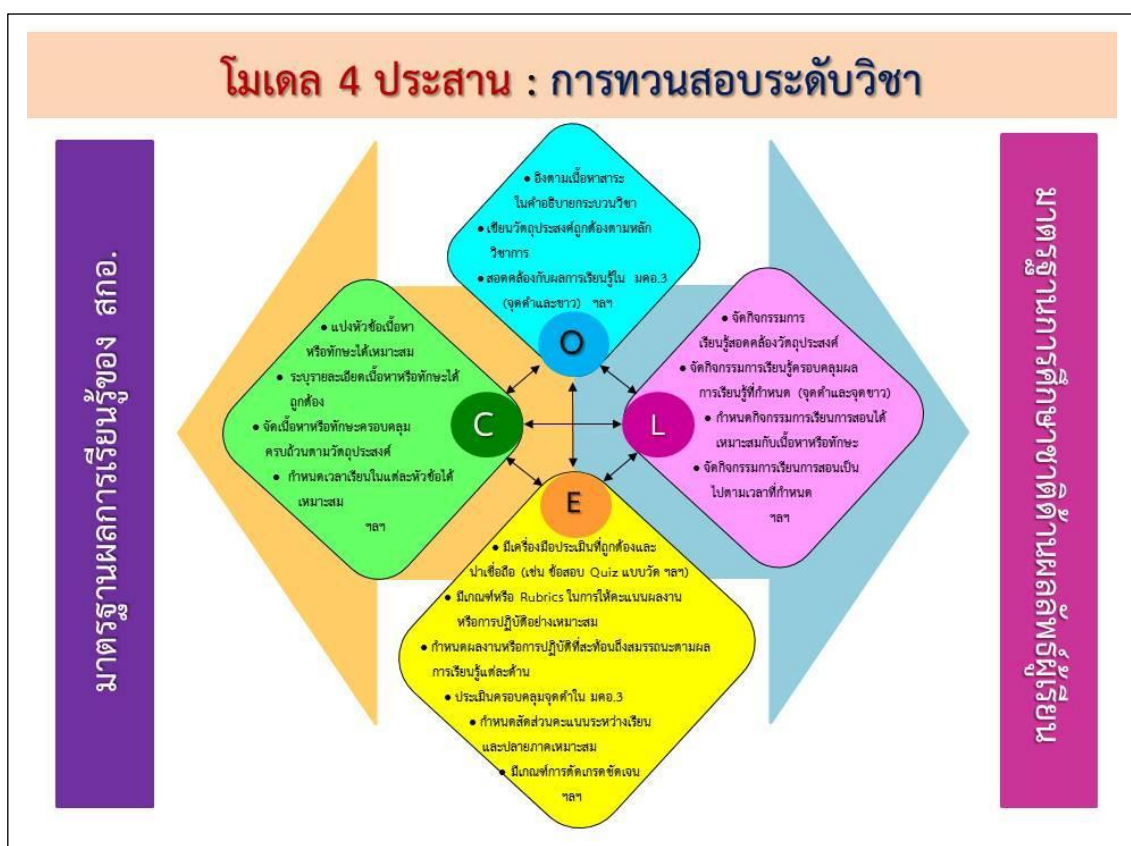 โมเดล 4 ประสาน : การทวนสอบระดับวิชา
มาตรฐานผลการเรียนรู้ของ สกอ.
● อิงตามเนื้อหาสาระ
ในคำอธิบายกระบวนวิชา
●เขียนวัตถุประสงค์ถูกต้องตามหลัก
วิชาการ
●สอดคล้องกับผลการเรียนรู้ใน มคอ.3
(จุดดำและขาว) ฯลฯ
O
● แบ่งหัวข้อเนื้อหา
หรือทักษะได้เหมาะสม
● ระบุรายละเอียดเนื้อหาหรือทักษะได้
ถูกต้อง
● จัดเนื้อหาหรือทักษะครอบคลุม
ครบถ้วนตามวัตถุประสงค์
● กำหนดเวลาเรียนในแต่ละหัวข้อได้
เหมาะสม
ฯลฯ
C
L
● จัดกิจกรรมการ
เรียนรู้สอดคล้องวัตถุประสงค์
● จัดกิจกรรมการเรียนรู้ครอบคลุมผล
การเรียนรู้ที่กำหนด (จุดดำและจุดขาว)
● กำหนดกิจกรรมการเรียนการสอนได้
เหมาะสมกับเนื้อหาหรือทักษะ
● จัดกิจกรรมการเรียนการสอนเป็น
ไปตามเวลาที่กำหนด
ฯลฯ
E
● มีเครื่องมือประเมินที่ถูกต้องและ
น่าเชื่อถือ (เช่น ข้อสอบ Quiz แบบวัด ฯลฯ)
● มีเกณฑ์หรือ Rubrics ในการให้คะแนนผลงาน
หรือการปฏิบัติอย่างเหมาะสม
●กำหนดผลงานหรือการปฏิบัติที่สะท้อนถึงสมรรถนะตามผล
การเรียนรู้แต่ละด้าน
● ประเมินครอบคลุมจุดดำใน มคอ.3
● กำหนดสัดส่วนคะแนนระหว่างเรียน
และปลายภาคเหมาะสม
● มีเกณฑ์การตัดเกรดชัดเจน
ฯลฯ
มาตรฐานการศึกษาชาติด้านผลลัพธ์ผู้เรียน